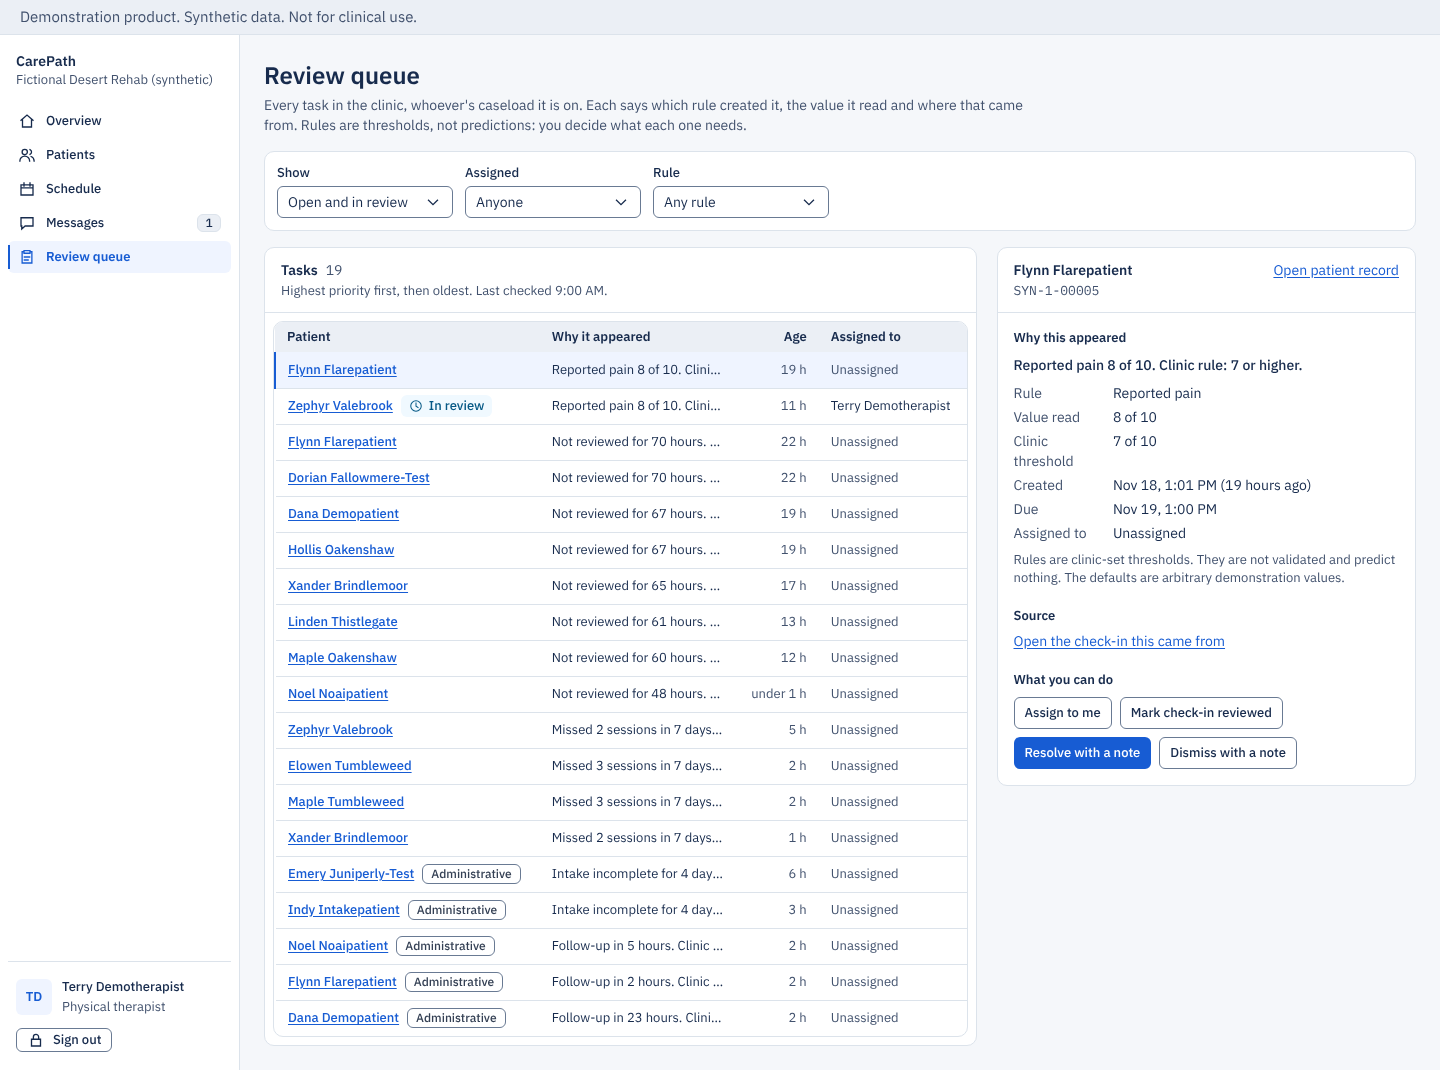 Demonstration product. Synthetic data. Not for clinical use.
CarePath
Fictional Desert Rehab (synthetic)
Overview
Patients
Schedule
Messages 1
Review queue
Terry Demotherapist
TD
Physical therapist
Sign out
Review queue
Every task in the clinic, whoever's caseload it is on. Each says which rule created it, the value it read and where that came
from. Rules are thresholds, not predictions: you decide what each one needs.
Show Assigned Rule
Open and in review Anyone Any rule
Tasks 19
Highest priority first, then oldest. Last checked 9:00 AM.
Patient Why it appeared Age Assigned to
Flynn Flarepatient Reported pain 8 of 10. Clini... 19 h Unassigned
Zephyr Valebrook In review Reported pain 8 of 10. Clini... 11 h Terry Demotherapist
Flynn Flarepatient Not reviewed for 70 hours. ... 22 h Unassigned
Dorian Fallowmere-Test Not reviewed for 70 hours. ... 22 h Unassigned
Dana Demopatient Not reviewed for 67 hours. ... 19 h Unassigned
Hollis Oakenshaw Not reviewed for 67 hours. ... 19 h Unassigned
Xander Brindlemoor Not reviewed for 65 hours. ... 17 h Unassigned
Linden Thistlegate Not reviewed for 61 hours. ... 13 h Unassigned
Maple Oakenshaw Not reviewed for 60 hours. ... 12 h Unassigned
Noel Noaipatient Not reviewed for 48 hours. ... under 1 h Unassigned
Zephyr Valebrook Missed 2 sessions in 7 days... 5 h Unassigned
Elowen Tumbleweed Missed 3 sessions in 7 days... 2 h Unassigned
Maple Tumbleweed Missed 3 sessions in 7 days... 2 h Unassigned
Xander Brindlemoor Missed 2 sessions in 7 days... 1 h Unassigned
Emery Juniperly-Test Administrative Intake incomplete for 4 day... 6 h Unassigned
Indy Intakepatient Administrative Intake incomplete for 4 day... 3 h Unassigned
Noel Noaipatient Administrative Follow-up in 5 hours. Clinic ... 2 h Unassigned
Flynn Flarepatient Administrative Follow-up in 2 hours. Clinic ... 2 h Unassigned
Dana Demopatient Administrative Follow-up in 23 hours. Clini... 2 h Unassigned
Flynn Flarepatient Open patient record
SYN-1-00005
Why this appeared
Reported pain 8 of 10. Clinic rule: 7 or higher.
Rule Reported pain
Value read 8 of 10
Clinic 7 of 10
threshold
Created Nov 18, 1:01 PM (19 hours ago)
Due Nov 19, 1:00 PM
Assigned to Unassigned
Rules are clinic-set thresholds. They are not validated and predict
nothing. The defaults are arbitrary demonstration values.
Source
Open the check-in this came from
What you can do
Assign to me Mark check-in reviewed
Resolve with a note Dismiss with a note